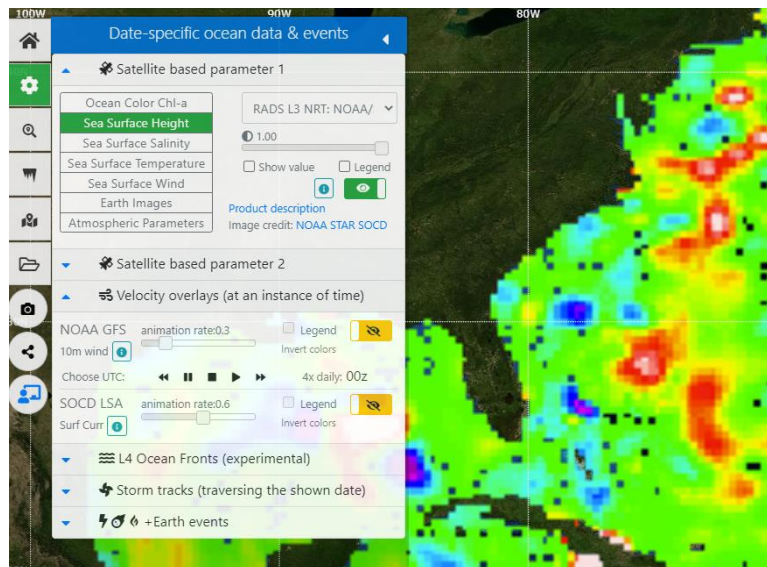 100W 90W 80W
Date-specific ocean data & events
Satellite based parameter 1
Ocean Color Chl-a
Sea Surface Height
Sea Surface Salinity
Sea Surface Temperature
Sea Surface Wind
Earth Images
Atmospheric Parameters
RADS L3 NRT: NOAA/
1.00
Show value Legend
Product description
Image credit: NOAA STAR SOCD
Satellite based parameter 2
Velocity overlays (at an instance of time)
NOAA GFS animation rate:0.3 Legend
10m wind Invert colors
Choose UTC: 4x daily: 00z
SOCD LSA animation rate:0.6 Legend
Surf Curr Invert colors
L4 Ocean Fronts (experimental)
Storm tracks (traversing the shown date)
+Earth events